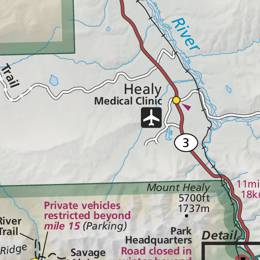 River
Trail
Healy
Medical Clinic
3
Mount Healy
5700ft
1737m
11mi
18k
Private vehicles
restricted beyond
mile 15 (Parking)
River
Trail
Ridge
Savage
Park
Headquarters
Road closed in
Detail